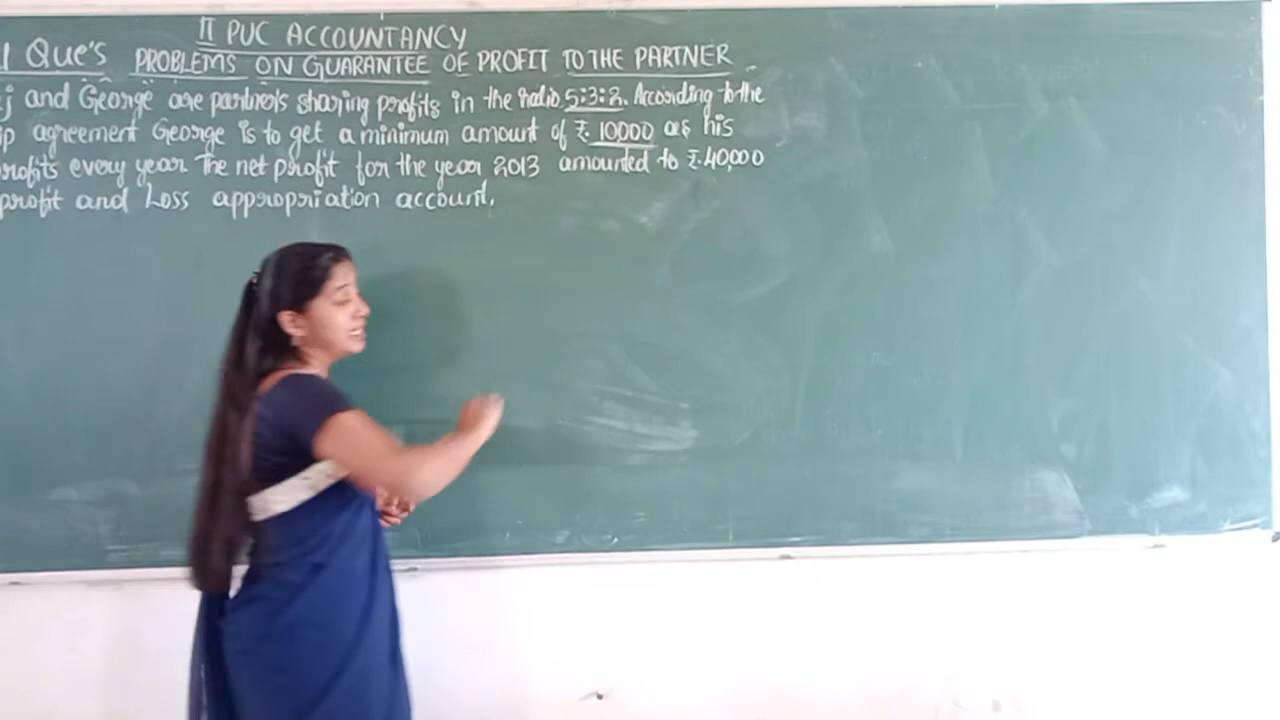 II PUC ACCOUNTANCY
Que's PROBLEMS ON GUARANTEE OF PROFIT TO THE PARTNER
j and George are partners sharing profits in the ratio 5:3:2. According to the
ip agreement George is to get a minimum amount of ₹. 10000 as his
rofits every year. The net profit for the year 2013 amounted to ₹.40,000
profit and Loss appropriation account.